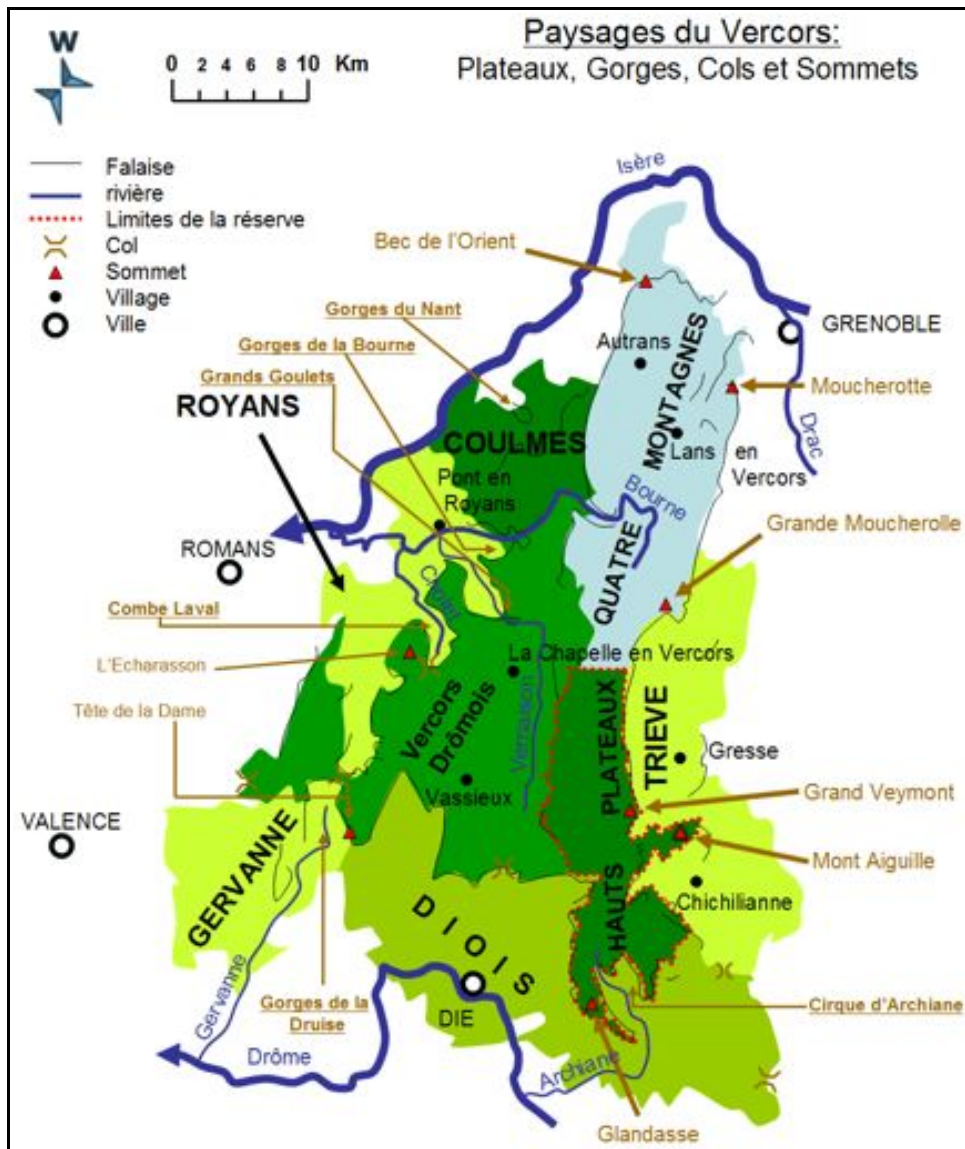 Paysages du Vercors:
Plateaux, Gorges, Cols et Sommets
W
0 2 4 6 8 10 Km
Falaise
rivière
Limites de la réserve
Col
Sommet
Village
Ville
Isère
Bec de l'Orient
Gorges du Nant
Gorges de la Bourne
Grands Goulets
ROYANS
Autrans
GRENOBLE
Moucherotte
MONTAGNES
Lans en
Vercors
Drac
COULMES
Pont en
Royans
Bourne
QUATRE
Grande Moucherolle
ROMANS
Cholet
Combe Laval
L'Echarasson
La Chapelle en Vercors
Tête de la Dame
Vercors
Drômois
Vernaison
PLATEAUX
TRIEVE
Gresse
Vassieux
Grand Veymont
VALENCE
Mont Aiguille
GERVANNE
HAUTS
Chichilianne
DIOIS
Gervanne
Gorges de la
Druise
DIE
Cirque d'Archiane
Drôme
Archiane
Glandasse